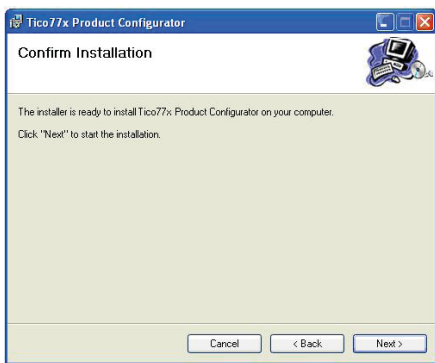 Tico77x Product Configurator
Confirm Installation
The installer is ready to install Tico77x Product Configurator on your computer.
Click "Next" to start the installation.
Cancel
< Back
Next >